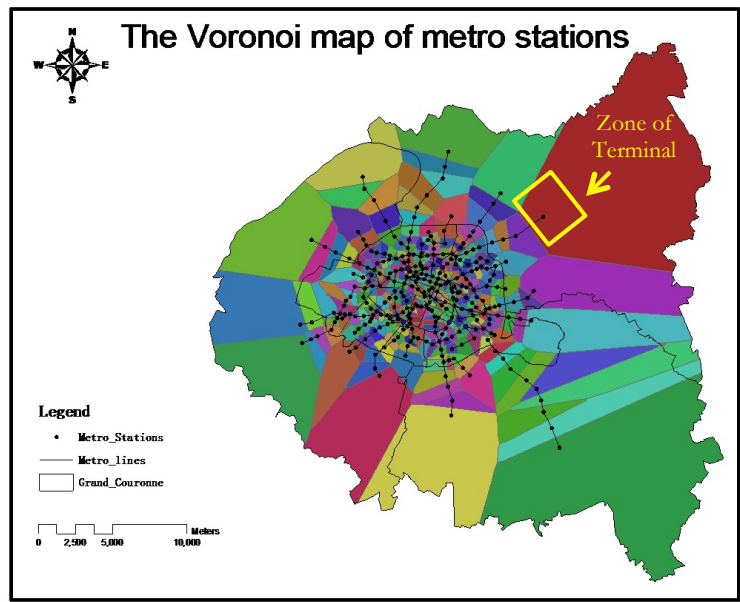 The Voronoi map of metro stations
N
W E
S
Zone of
Terminal
Legend
Metro_Stations
Metro_lines
Grand_Couronne
Meters
0 2,500 5,000 10,000